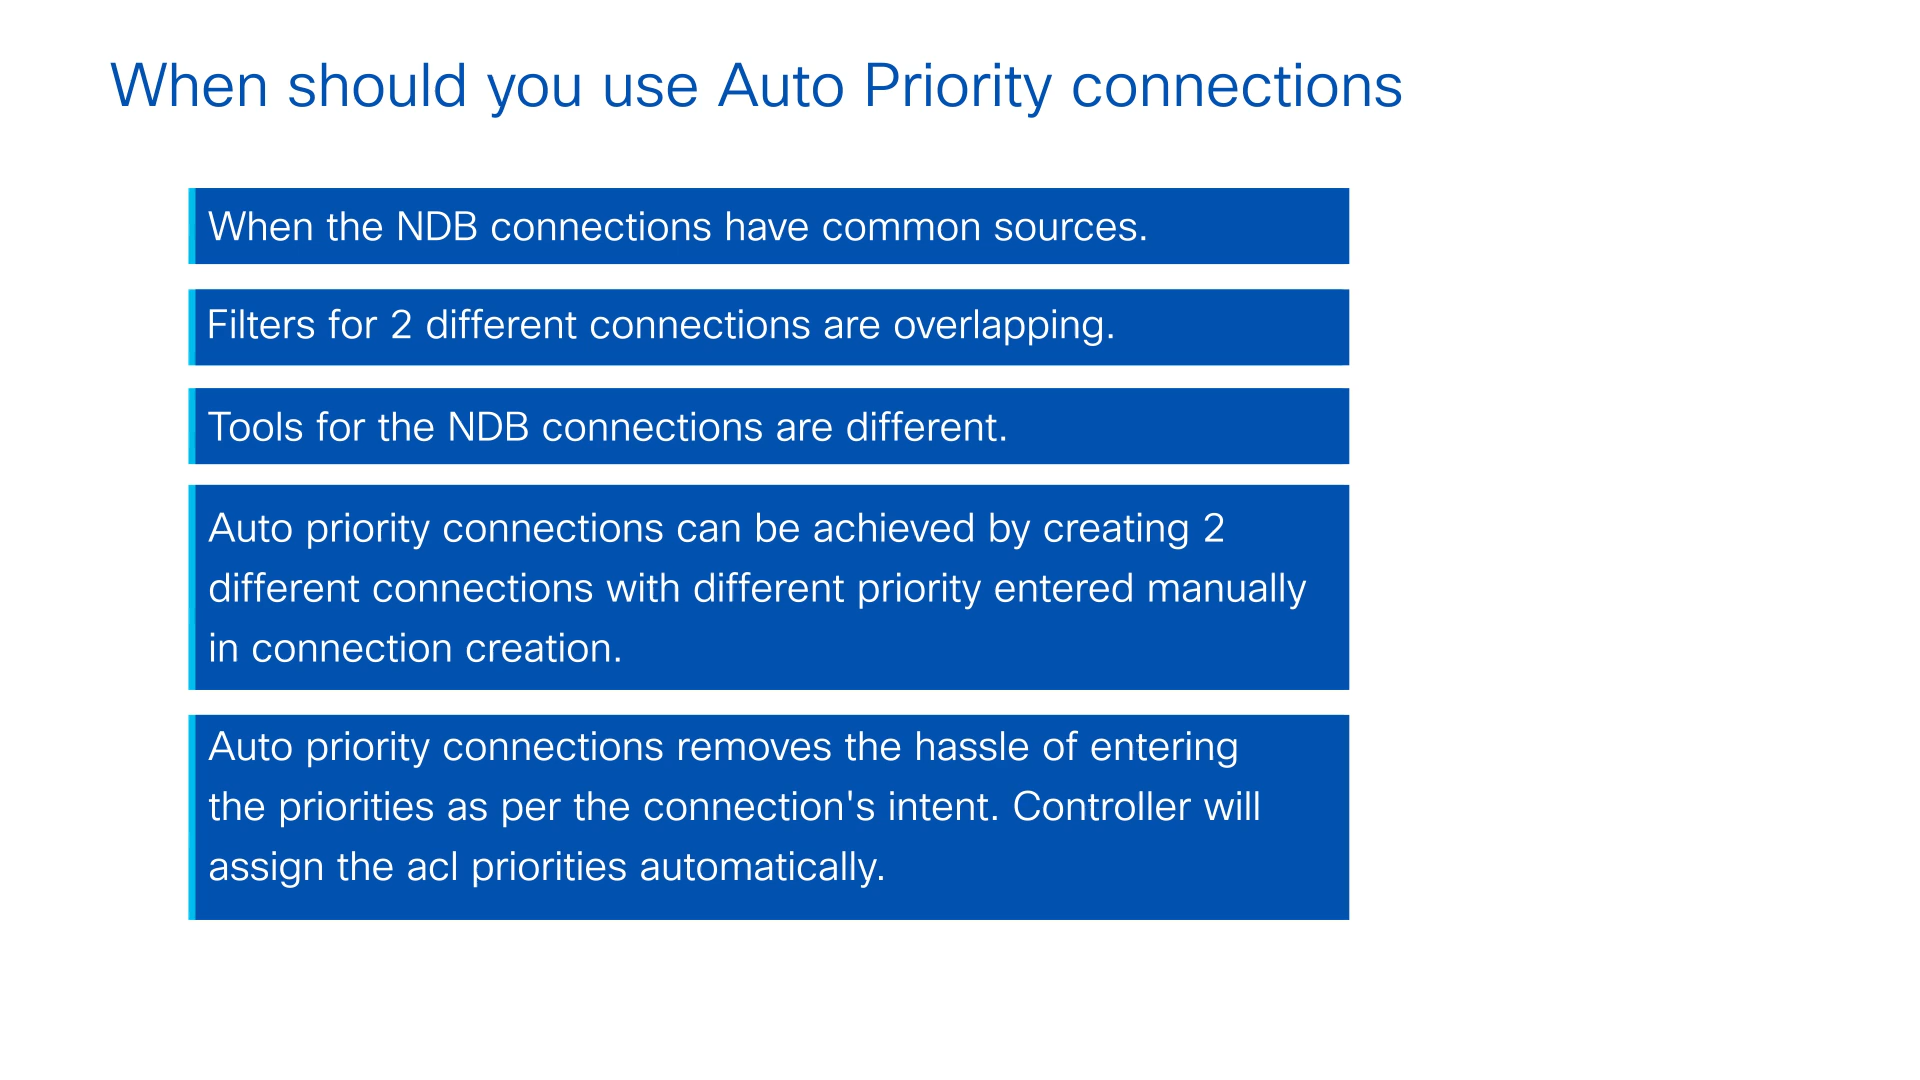 When should you use Auto Priority connections
When the NDB connections have common sources.
Filters for 2 different connections are overlapping.
Tools for the NDB connections are different.
Auto priority connections can be achieved by creating 2
different connections with different priority entered manually
in connection creation.
Auto priority connections removes the hassle of entering
the priorities as per the connection's intent. Controller will
assign the acl priorities automatically.